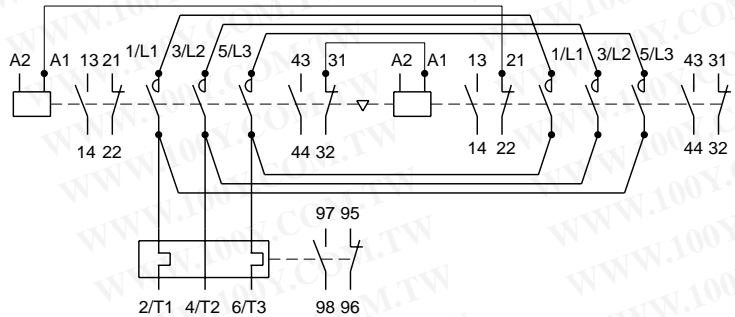 A2 A1 13 21 1/L1 3/L2 5/L3 43 31 A2 A1 13 21 1/L1 3/L2 5/L3 43 31
14 22 44 32 14 22 44 32
97 95
98 96
2/T1 4/T2 6/T3
WWW.100Y.COM.TW